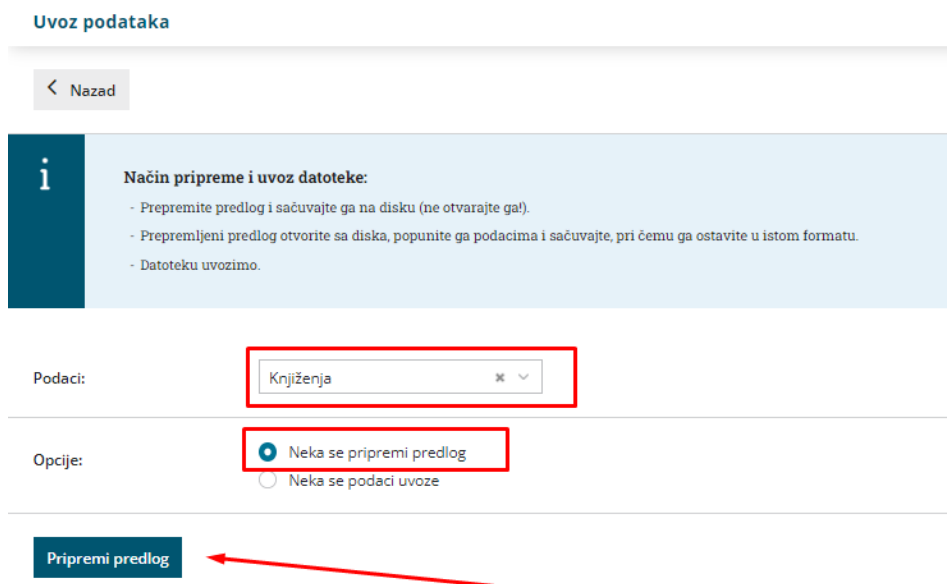 Uvoz podataka
Nazad
i
Način pripreme i uvoz datoteke:
- Prepremite predlog i sačuvajte ga na disku (ne otvarajte ga!).
- Prepremljeni predlog otvorite sa diska, popunite ga podacima i sačuvajte, pri čemu ga ostavite u istom formatu.
- Datoteku uvozimo.
Podaci:
Knjiženja
Opcije:
Neka se pripremi predlog
Neka se podaci uvoze
Pripremi predlog